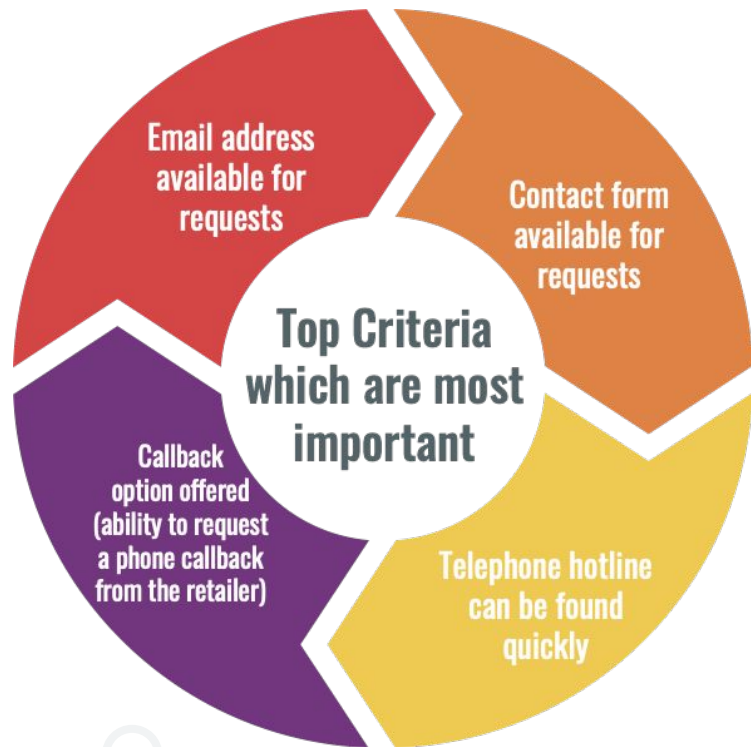 Email address
available for
requests
Contact form
available for
requests
Top Criteria
which are most
important
Callback
option offered
(ability to request
a phone callback
from the retailer)
Telephone hotline
can be found
quickly